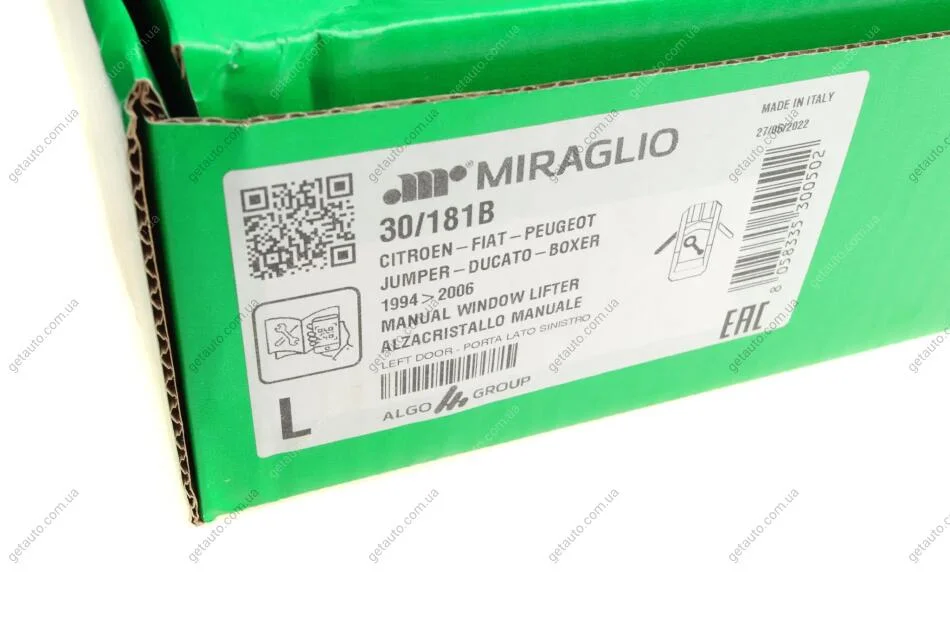 MADE IN ITALY
27/06/2022
MIRAGLIO
30/181B
CITROEN - FIAT - PEUGEOT
JUMPER - DUCATO - BOXER
1994 > 2006
MANUAL WINDOW LIFTER
ALZACRISTALLO MANUALE
LEFT DOOR - PORTA LATO SINISTRO
ALGO GROUP
L
8 058335 300502
EAC
getauto.com.ua